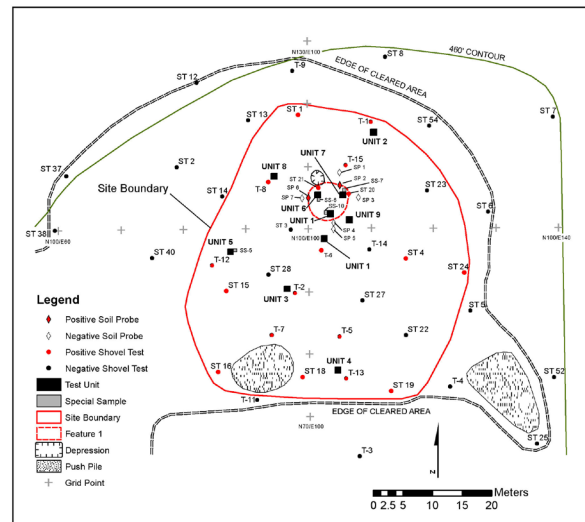 ST 8
N130/E100
460' CONTOUR
T-9
EDGE OF CLEARED AREA
ST 12
ST 7
ST 13
ST 1
T-1
ST 54
UNIT 2
ST 37
ST 2
UNIT 7
T-15
SP 1
UNIT 8
ST 21
SP 2
SS-7
Site Boundary
T-8
SP 6
ST 20
ST 23
ST 14
SP 7
SP 3
UNIT 6
SS-10
ST 6
UNIT 1
UNIT 9
ST 38
N100/E60
ST 3
SP 4
N100/E100
SP 5
N100/E140
UNIT 5
SS-5
T-14
ST 40
T-12
ST 4
UNIT 1
ST 24
ST 28
ST 15
UNIT 3
T-2
ST 27
ST 5
Legend
Positive Soil Probe
Negative Soil Probe
Positive Shovel Test
Negative Shovel Test
Test Unit
Special Sample
Site Boundary
Feature 1
Depression
Push Pile
Grid Point
T-7
T-5
ST 22
ST 16
UNIT 4
ST 18
T-13
ST 19
T-4
ST 52
T-11
EDGE OF CLEARED AREA
N70/E100
ST 25
T-3
N
Meters
0 2.5 5 10 15 20